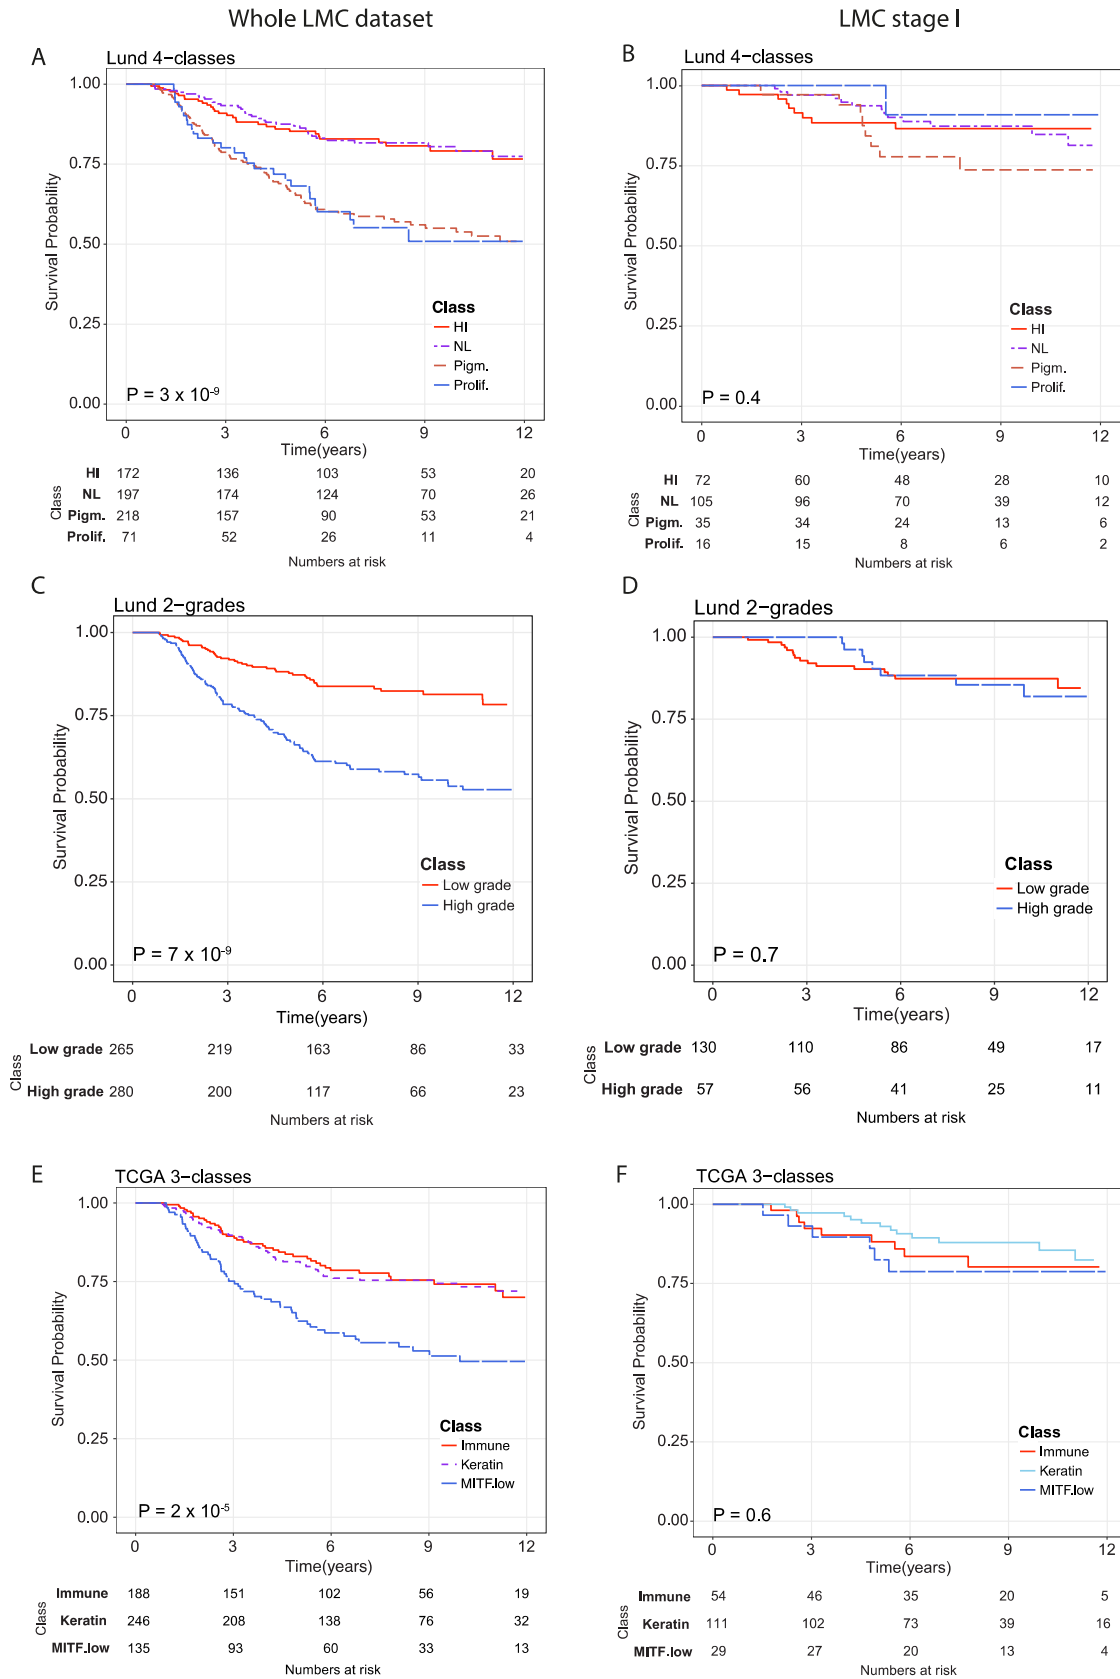 Whole LMC dataset
LMC stage I
A
Lund 4-classes
1.00
0.75
0.50
0.25
0.00
Survival Probability
Class
HI
NL
Pigm.
Prolif.
P = 3 x 10⁻⁹
0 3 6 9 12
Time(years)
Class
HI 172 136 103 53 20
NL 197 174 124 70 26
Pigm. 218 157 90 53 21
Prolif. 71 52 26 11 4
Numbers at risk
B
Lund 4-classes
1.00
0.75
0.50
0.25
0.00
Survival Probability
Class
HI
NL
Pigm.
Prolif.
P = 0.4
0 3 6 9 12
Time(years)
Class
HI 72 60 48 28 10
NL 105 96 70 39 12
Pigm. 35 34 24 13 6
Prolif. 16 15 8 6 2
Numbers at risk
C
Lund 2-grades
1.00
0.75
0.50
0.25
0.00
Survival Probability
Class
Low grade
High grade
P = 7 x 10⁻⁹
0 3 6 9 12
Time(years)
Class
Low grade 265 219 163 86 33
High grade 280 200 117 66 23
Numbers at risk
D
Lund 2-grades
1.00
0.75
0.50
0.25
0.00
Survival Probability
Class
Low grade
High grade
P = 0.7
0 3 6 9 12
Time(years)
Class
Low grade 130 110 86 49 17
High grade 57 56 41 25 11
Numbers at risk
E
TCGA 3-classes
1.00
0.75
0.50
0.25
0.00
Survival Probability
Class
Immune
Keratin
MITF.low
P = 2 x 10⁻⁵
0 3 6 9 12
Time(years)
Class
Immune 188 151 102 56 19
Keratin 246 208 138 76 32
MITF.low 135 93 60 33 13
Numbers at risk
F
TCGA 3-classes
1.00
0.75
0.50
0.25
0.00
Survival Probability
Class
Immune
Keratin
MITF.low
P = 0.6
0 3 6 9 12
Time(years)
Class
Immune 54 46 35 20 5
Keratin 111 102 73 39 16
MITF.low 29 27 20 13 4
Numbers at risk